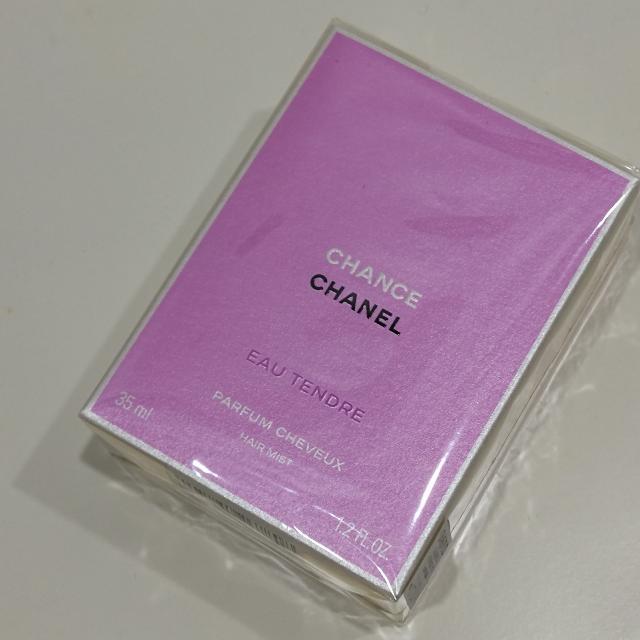 CHANCE
CHANEL
EAU TENDRE
PARFUM CHEVEUX
HAIR MIST
35 ml
1.2 fl.oz.